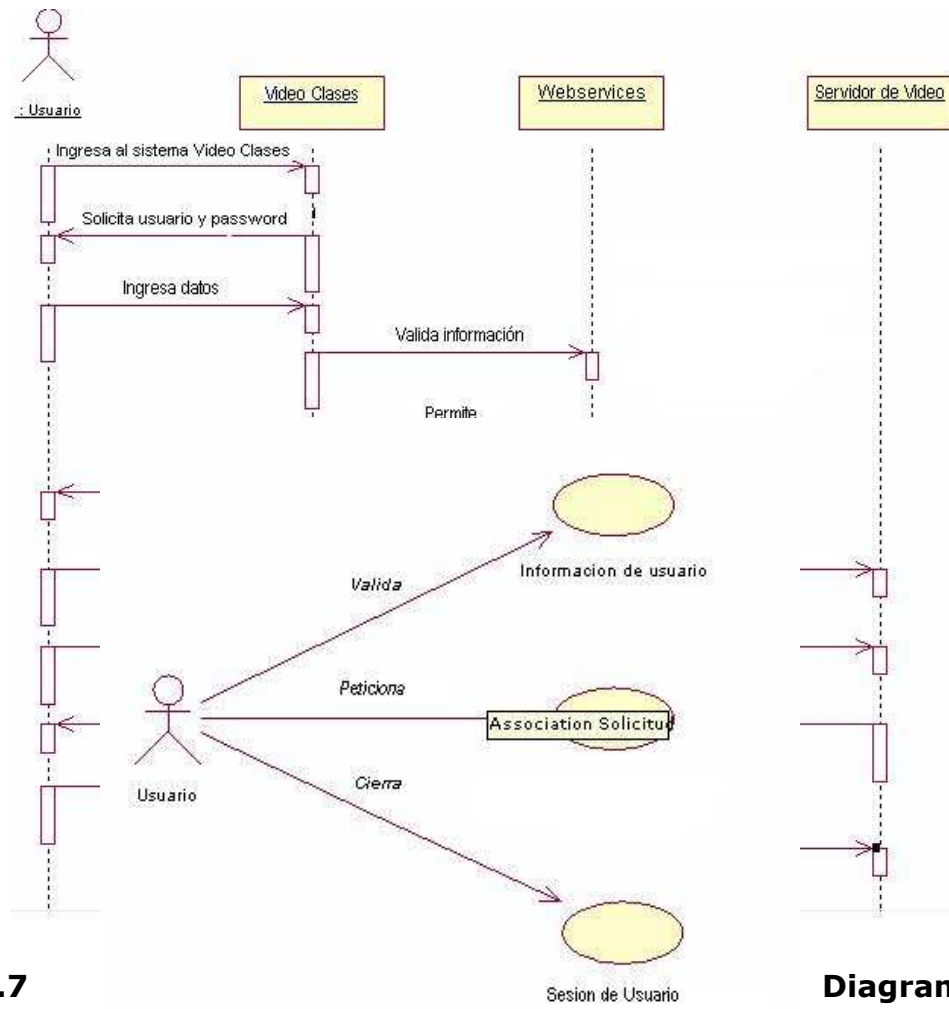 : Usuario
Video Clases
Webservices
Servidor de Video
Ingresa al sistema Video Clases
Solicita usuario y password
Ingresa datos
Valida información
Permite
Informacion de usuario
Valida
Peticiona
Association Solicitud
Usuario
Cierra
Sesion de Usuario
.7
Diagran